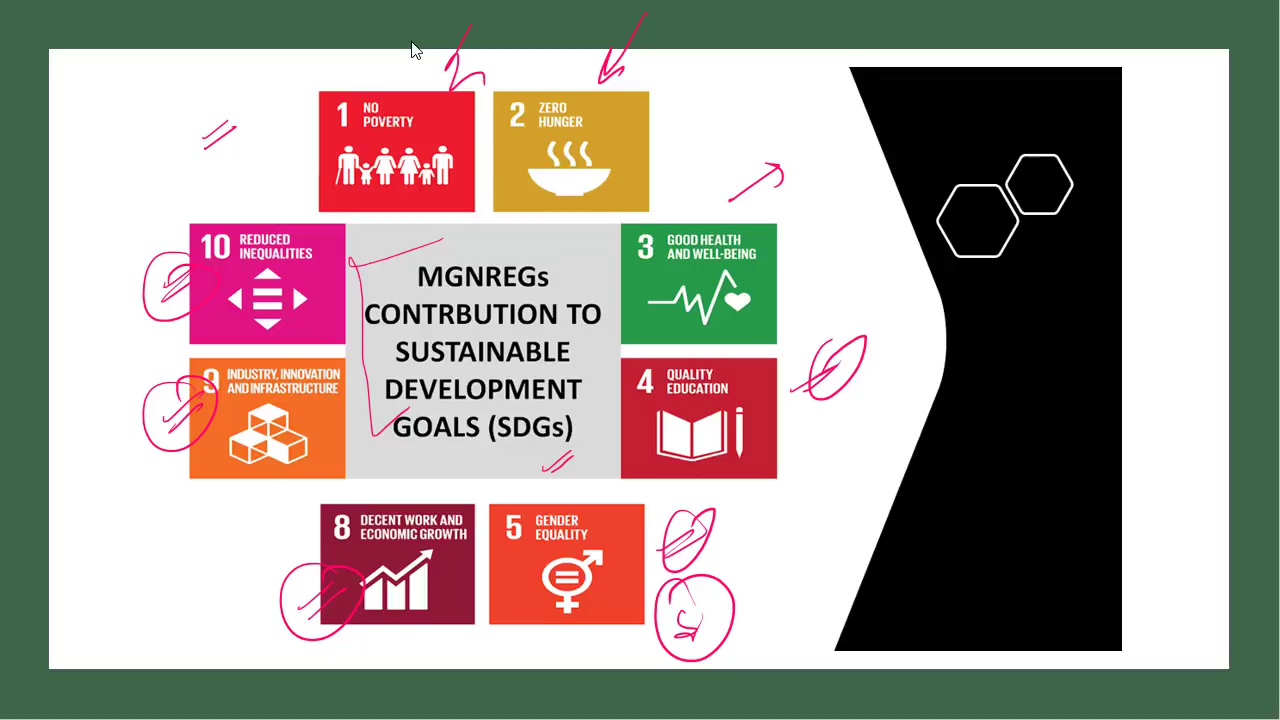 1 NO
POVERTY
2 ZERO
HUNGER
10 REDUCED
INEQUALITIES
MGNREGs
CONTRBUTION TO
SUSTAINABLE
DEVELOPMENT
GOALS (SDGs)
3 GOOD HEALTH
AND WELL-BEING
9 INDUSTRY, INNOVATION
AND INFRASTRUCTURE
4 QUALITY
EDUCATION
8 DECENT WORK AND
ECONOMIC GROWTH
5 GENDER
EQUALITY